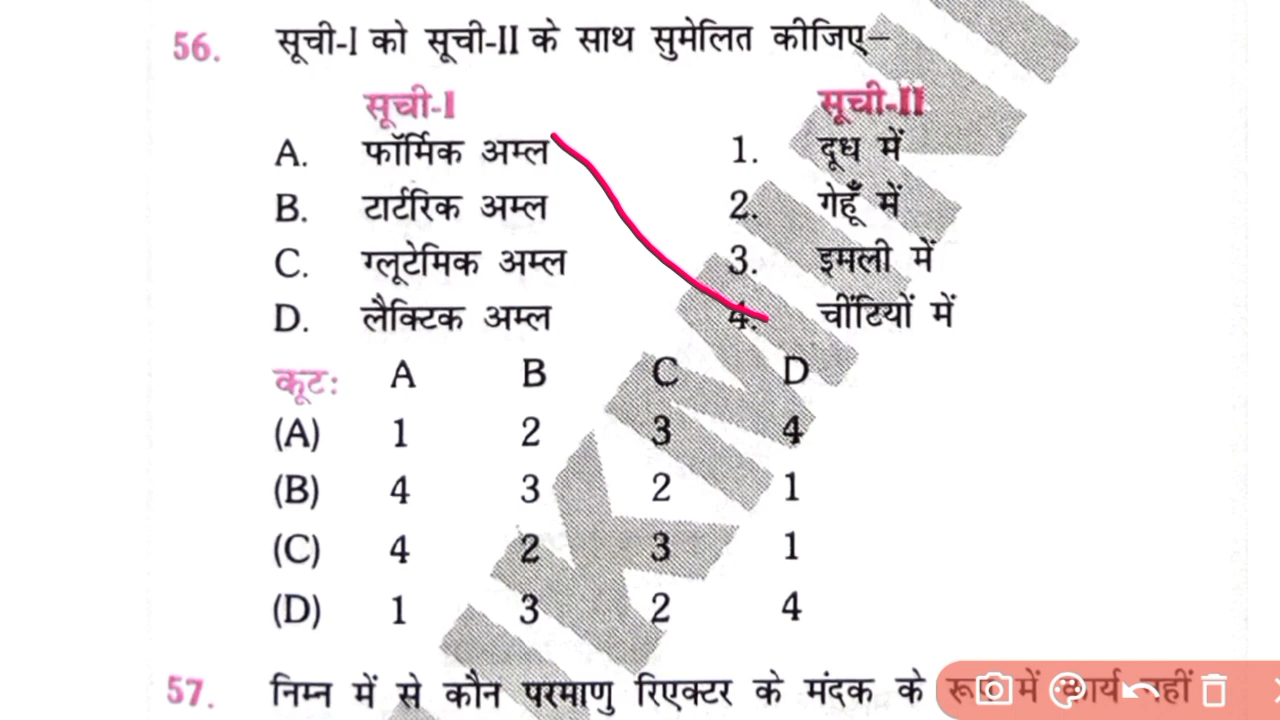 56. सूची-I को सूची-II के साथ सुमेलित कीजिए–
सूची-I सूची-II
A. फॉर्मिक अम्ल 1. दूध में
B. टार्टरिक अम्ल 2. गेहूँ में
C. ग्लूटेमिक अम्ल 3. इमली में
D. लैक्टिक अम्ल 4. चींटियों में
कूटः A B C D
(A) 1 2 3 4
(B) 4 3 2 1
(C) 4 2 3 1
(D) 1 3 2 4
57. निम्न में से कौन परमाणु रिएक्टर के मंदक के रूप में कार्य नहीं